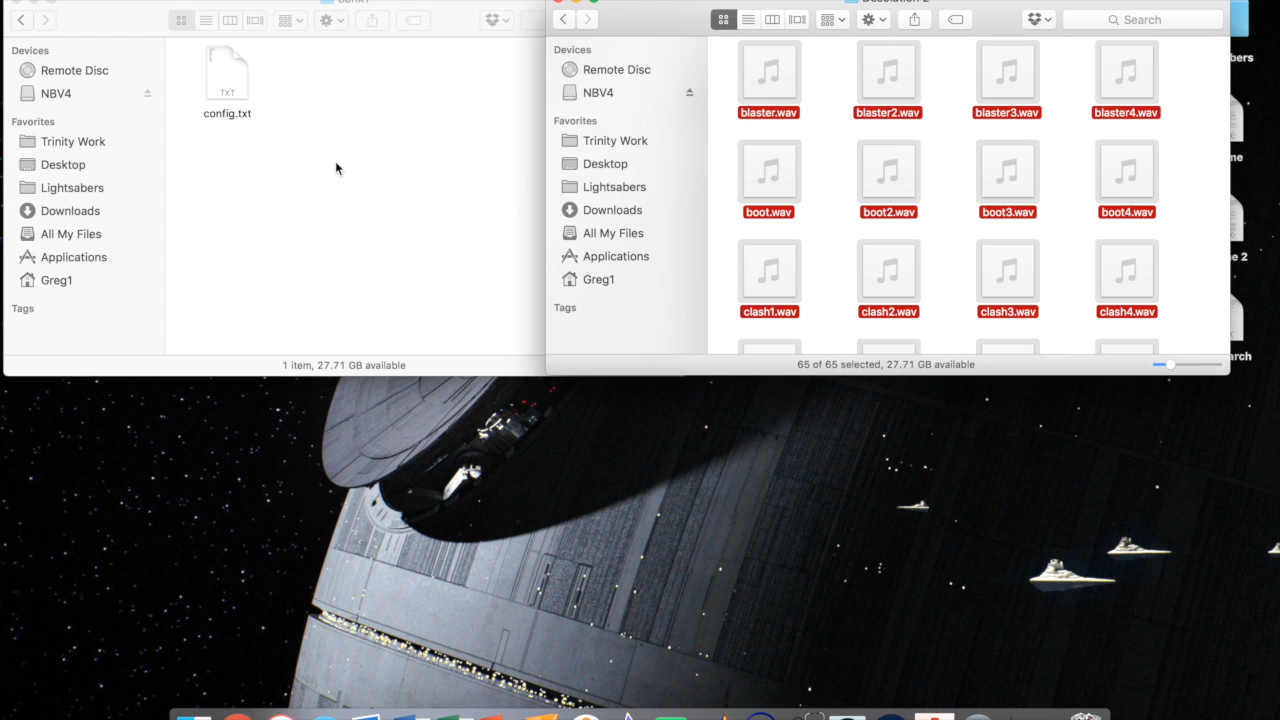 Devices
Remote Disc
NBV4
Favorites
Trinity Work
Desktop
Lightsabers
Downloads
All My Files
Applications
Greg1
Tags
TXT
config.txt
1 item, 27.71 GB available
Search
Devices
Remote Disc
NBV4
Favorites
Trinity Work
Desktop
Lightsabers
Downloads
All My Files
Applications
Greg1
Tags
blaster.wav blaster2.wav blaster3.wav blaster4.wav
boot.wav boot2.wav boot3.wav boot4.wav
clash1.wav clash2.wav clash3.wav clash4.wav
65 of 65 selected, 27.71 GB available